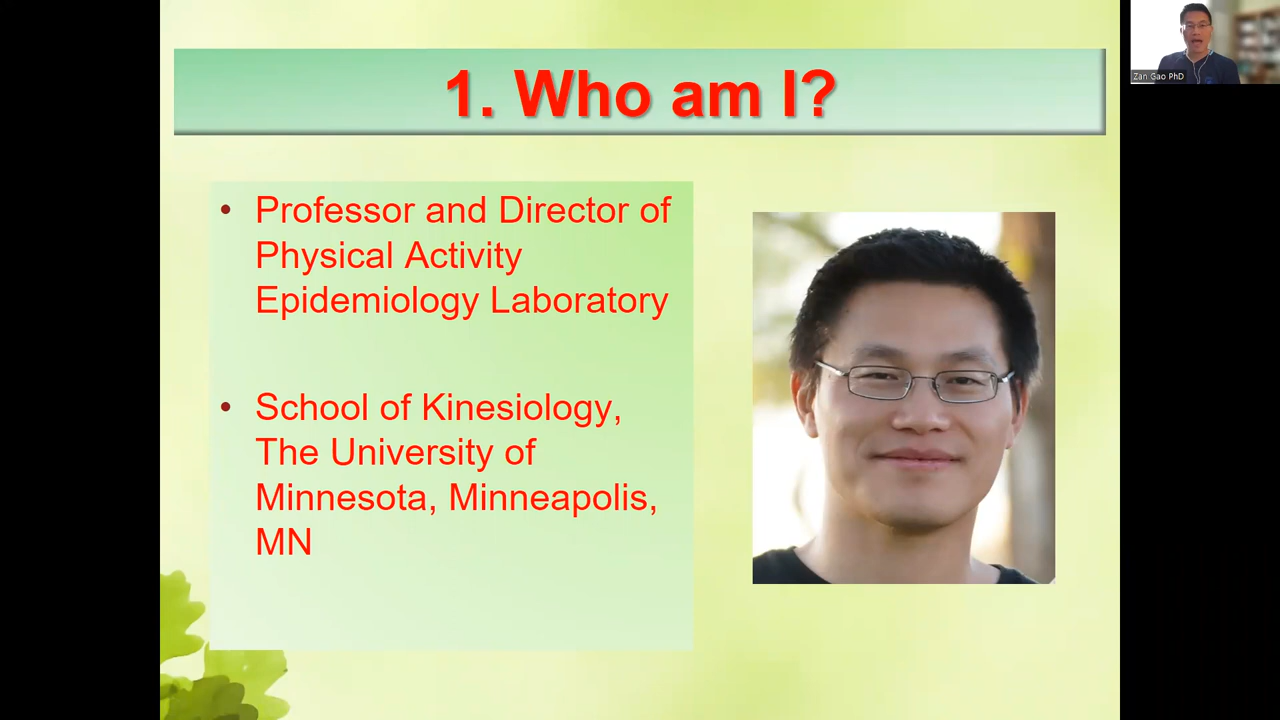 1. Who am I?
• Professor and Director of
Physical Activity
Epidemiology Laboratory
• School of Kinesiology,
The University of
Minnesota, Minneapolis,
MN
Zan Gao PhD